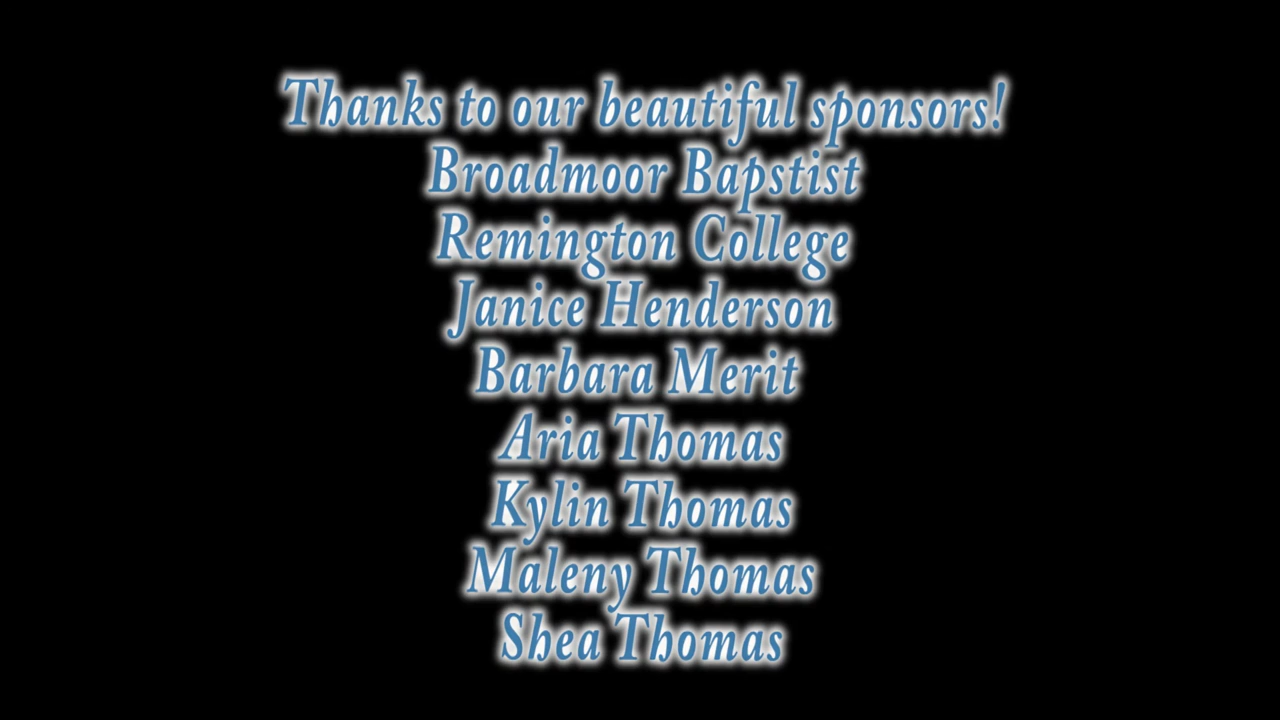 Thanks to our beautiful sponsors!
Broadmoor Bapstist
Remington College
Janice Henderson
Barbara Merit
Aria Thomas
Kylin Thomas
Maleny Thomas
Shea Thomas